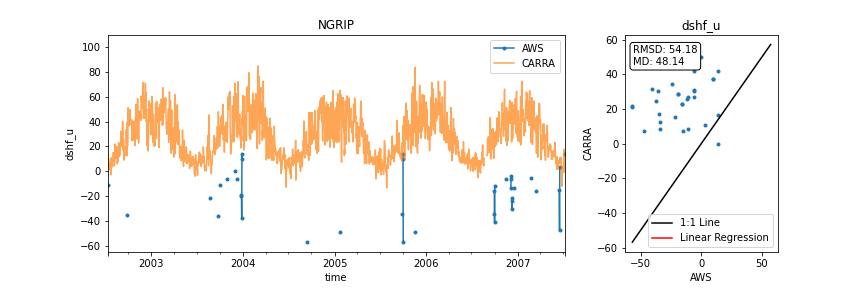 NGRIP
dshf_u
100
80
60
40
20
0
−20
−40
−60
2003
2004
2005
2006
2007
time
AWS
CARRA
dshf_u
CARRA
60
40
20
0
−20
−40
−60
−50
0
50
AWS
RMSD: 54.18
MD: 48.14
1:1 Line
Linear Regression